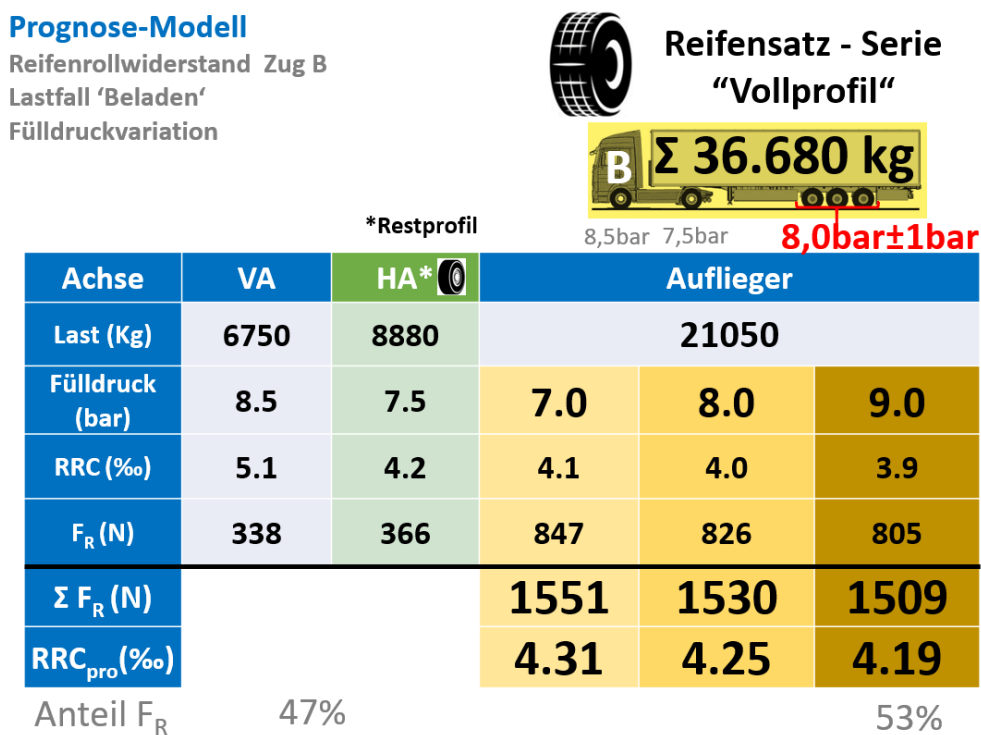 Prognose-Modell
Reifenrollwiderstand Zug B
Lastfall ‘Beladen‘
Fülldruckvariation
Reifensatz - Serie
“Vollprofil“
B Σ 36.680 kg
*Restprofil
8,5bar 7,5bar 8,0bar±1bar
Achse VA HA* Auflieger
Last (Kg) 6750 8880 21050
Fülldruck
(bar) 8.5 7.5 7.0 8.0 9.0
RRC (‰) 5.1 4.2 4.1 4.0 3.9
FR (N) 338 366 847 826 805
Σ FR (N) 1551 1530 1509
RRCpro(‰) 4.31 4.25 4.19
Anteil FR 47% 53%